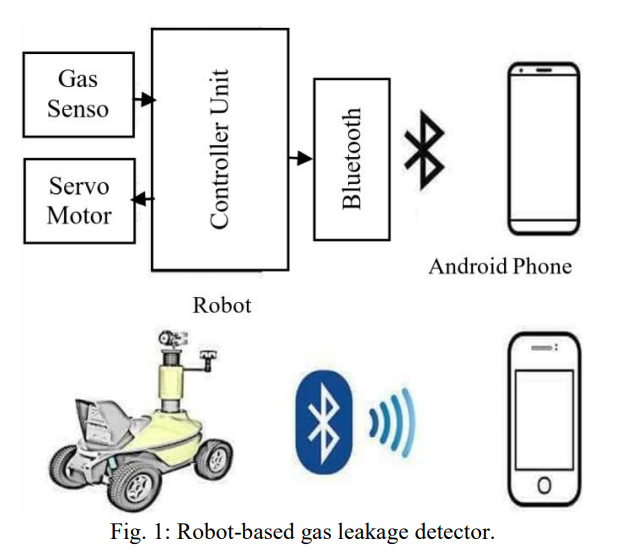 Gas
Senso
Servo
Motor
Controller Unit
Bluetooth
Android Phone
Robot
Fig. 1: Robot-based gas leakage detector.